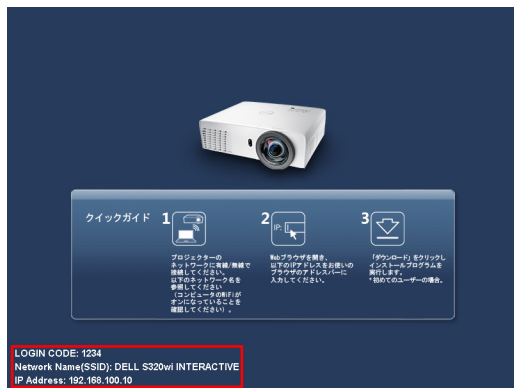 クイックガイド
1
プロジェクターの
ネットワークに有線/無線で
接続してください。
以下のネットワーク名を
参照してください
（コンピュータのWiFiが
オンになっていることを
確認してください）。
2
IP:
Webブラウザを開き、
以下のIPアドレスをお使いの
ブラウザのアドレスバーに
入力してください。
3
「ダウンロード」をクリックし
インストールプログラムを
実行します。
*初めてのユーザーの場合。
LOGIN CODE: 1234
Network Name(SSID): DELL S320wi INTERACTIVE
IP Address: 192.168.100.10